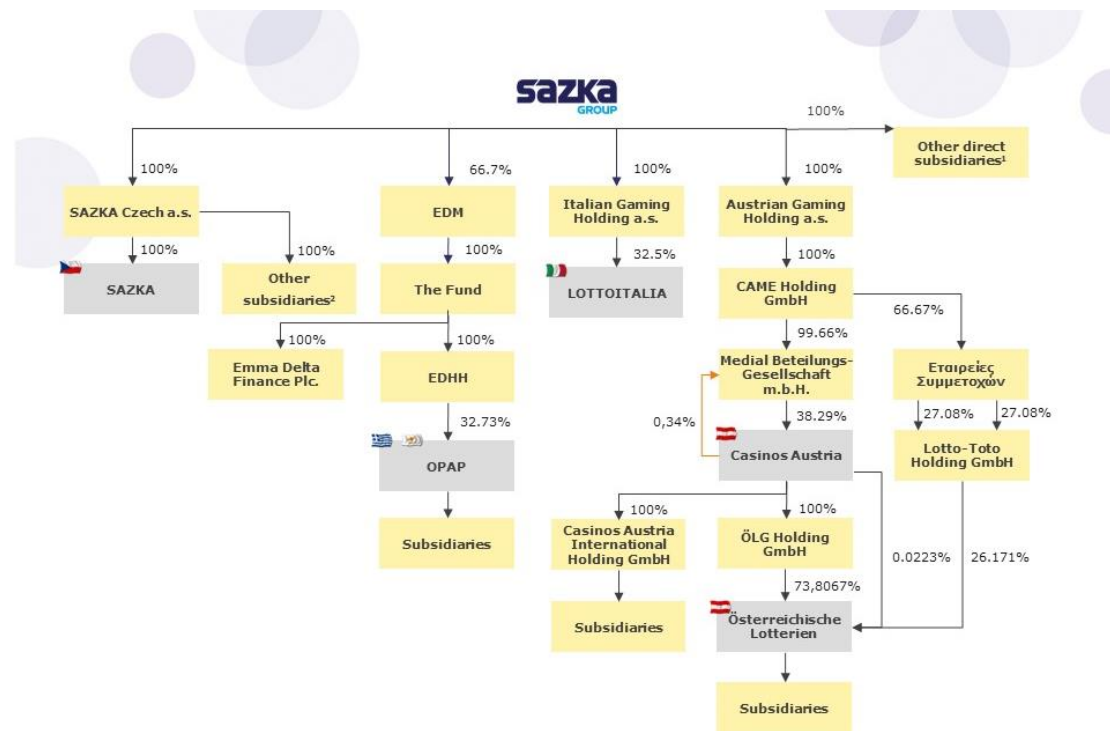 sazka
GROUP
100%
Other direct
subsidiaries¹
100%
66.7%
100%
100%
SAZKA Czech a.s.
EDM
Italian Gaming
Holding a.s.
Austrian Gaming
Holding a.s.
100%
100%
100%
32.5%
100%
SAZKA
Other
subsidiaries²
The Fund
LOTTOITALIA
CAME Holding
GmbH
66.67%
100%
100%
99.66%
Emma Delta
Finance Plc.
EDHH
Medial Beteilungs-
Gesellschaft
m.b.H.
Εταιρείες
Συμμετοχών
32.73%
0,34%
38.29%
27.08%
27.08%
OPAP
Casinos Austria
Lotto-Toto
Holding GmbH
100%
100%
Subsidiaries
Casinos Austria
International
Holding GmbH
ÖLG Holding
GmbH
0.0223%
26.171%
73,8067%
Subsidiaries
Österreichische
Lotterien
Subsidiaries